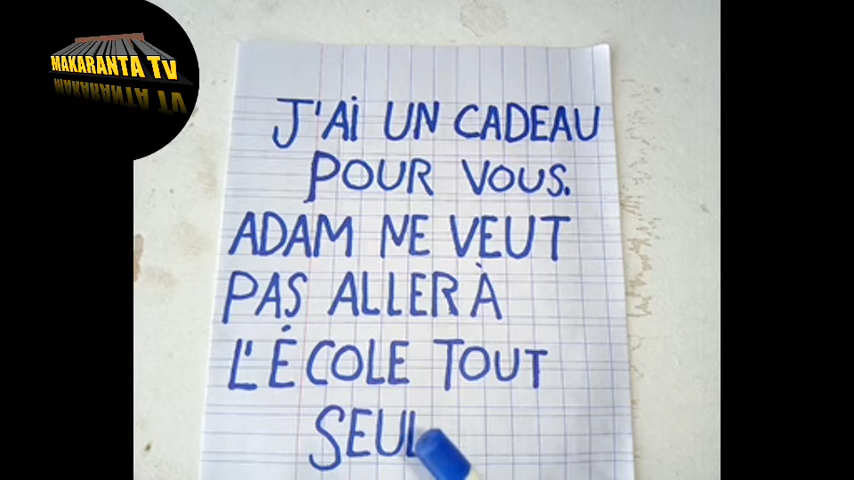 MAKARANTA TV
J'Ai UN CADEAU
POUR VOUS.
ADAM NE VEUT
PAS ALLER À
L'ÉCOLE TOUT
SEUL